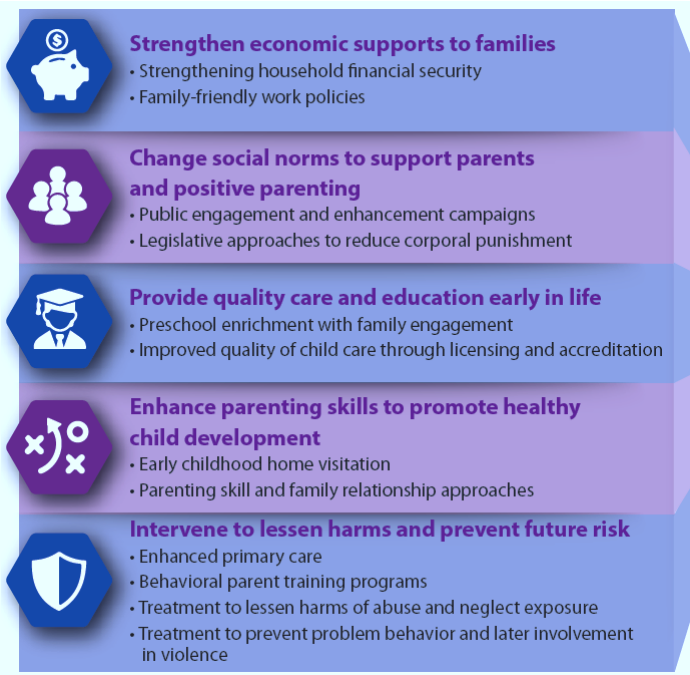 $
Strengthen economic supports to families
• Strengthening household financial security
• Family-friendly work policies
Change social norms to support parents
and positive parenting
• Public engagement and enhancement campaigns
• Legislative approaches to reduce corporal punishment
Provide quality care and education early in life
• Preschool enrichment with family engagement
• Improved quality of child care through licensing and accreditation
Enhance parenting skills to promote healthy
child development
• Early childhood home visitation
• Parenting skill and family relationship approaches
Intervene to lessen harms and prevent future risk
• Enhanced primary care
• Behavioral parent training programs
• Treatment to lessen harms of abuse and neglect exposure
• Treatment to prevent problem behavior and later involvement
in violence